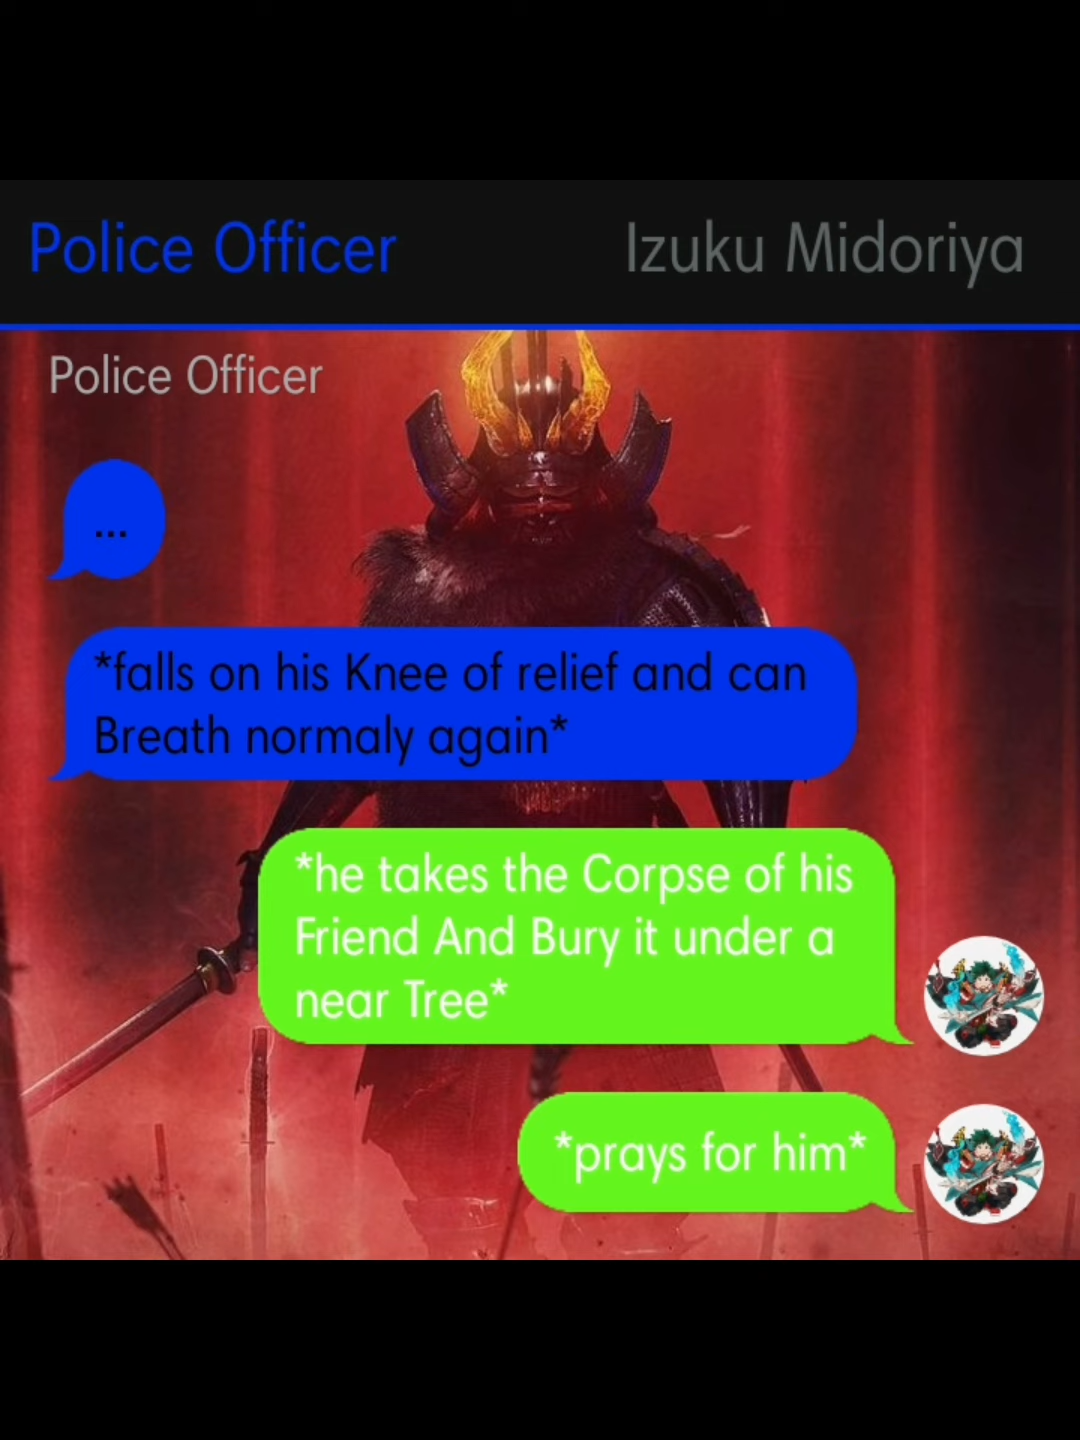 Police Officer
Izuku Midoriya
Police Officer
...
*falls on his Knee of relief and can
Breath normaly again*
*he takes the Corpse of his
Friend And Bury it under a
near Tree*
*prays for him*